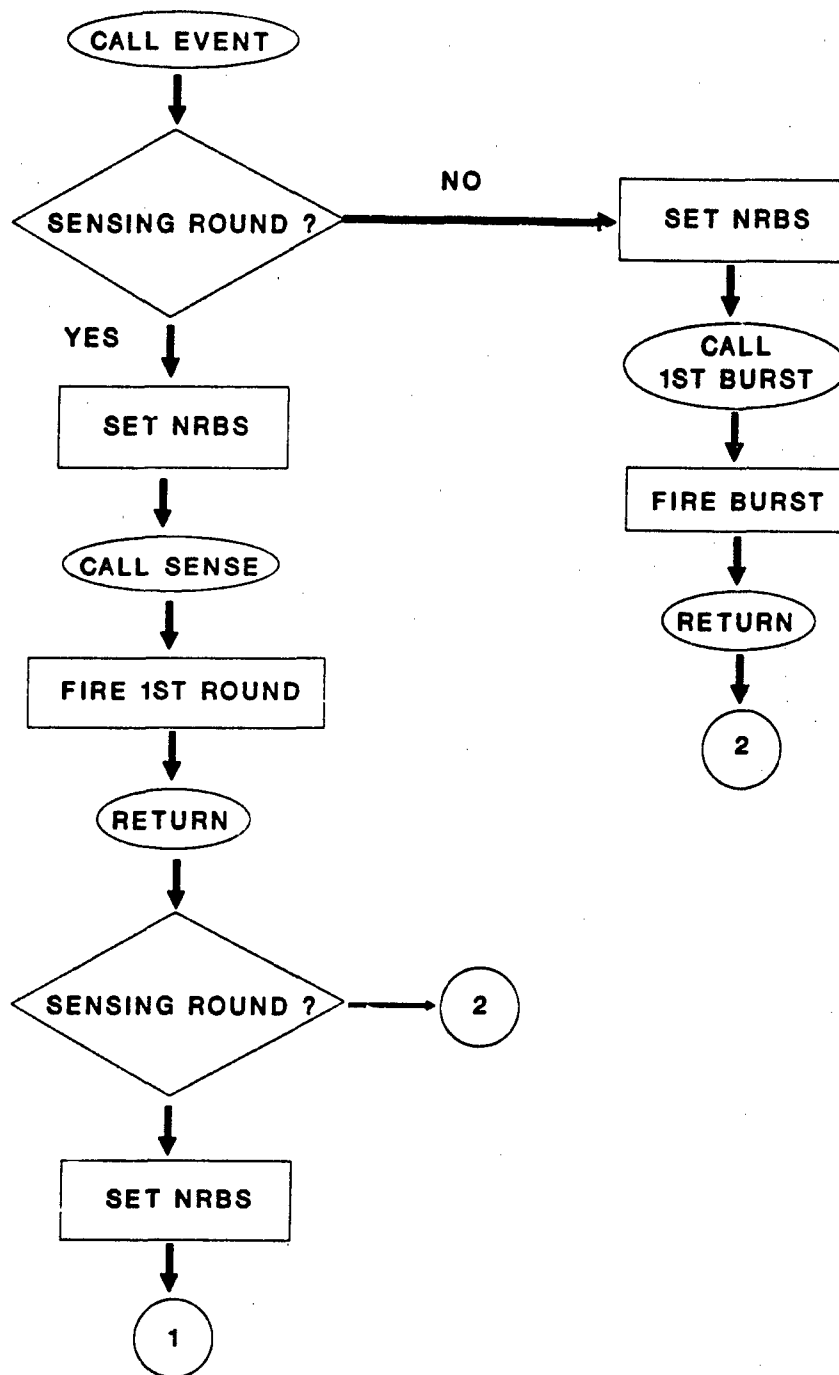 CALL EVENT
SENSING ROUND ?
NO
SET NRBS
YES
CALL
1ST BURST
SET NRBS
FIRE BURST
CALL SENSE
RETURN
FIRE 1ST ROUND
2
RETURN
SENSING ROUND ?
2
SET NRBS
1